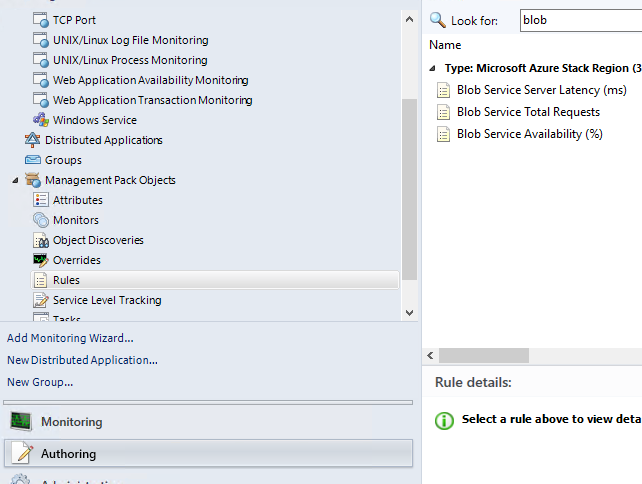 TCP Port
UNIX/Linux Log File Monitoring
UNIX/Linux Process Monitoring
Web Application Availability Monitoring
Web Application Transaction Monitoring
Windows Service
Distributed Applications
Groups
Management Pack Objects
Attributes
Monitors
Object Discoveries
Overrides
Rules
Service Level Tracking
Tasks
Add Monitoring Wizard...
New Distributed Application...
New Group...
Monitoring
Authoring
Administration
Look for: blob
Name
Type: Microsoft Azure Stack Region (3
Blob Service Server Latency (ms)
Blob Service Total Requests
Blob Service Availability (%)
Rule details:
Select a rule above to view deta